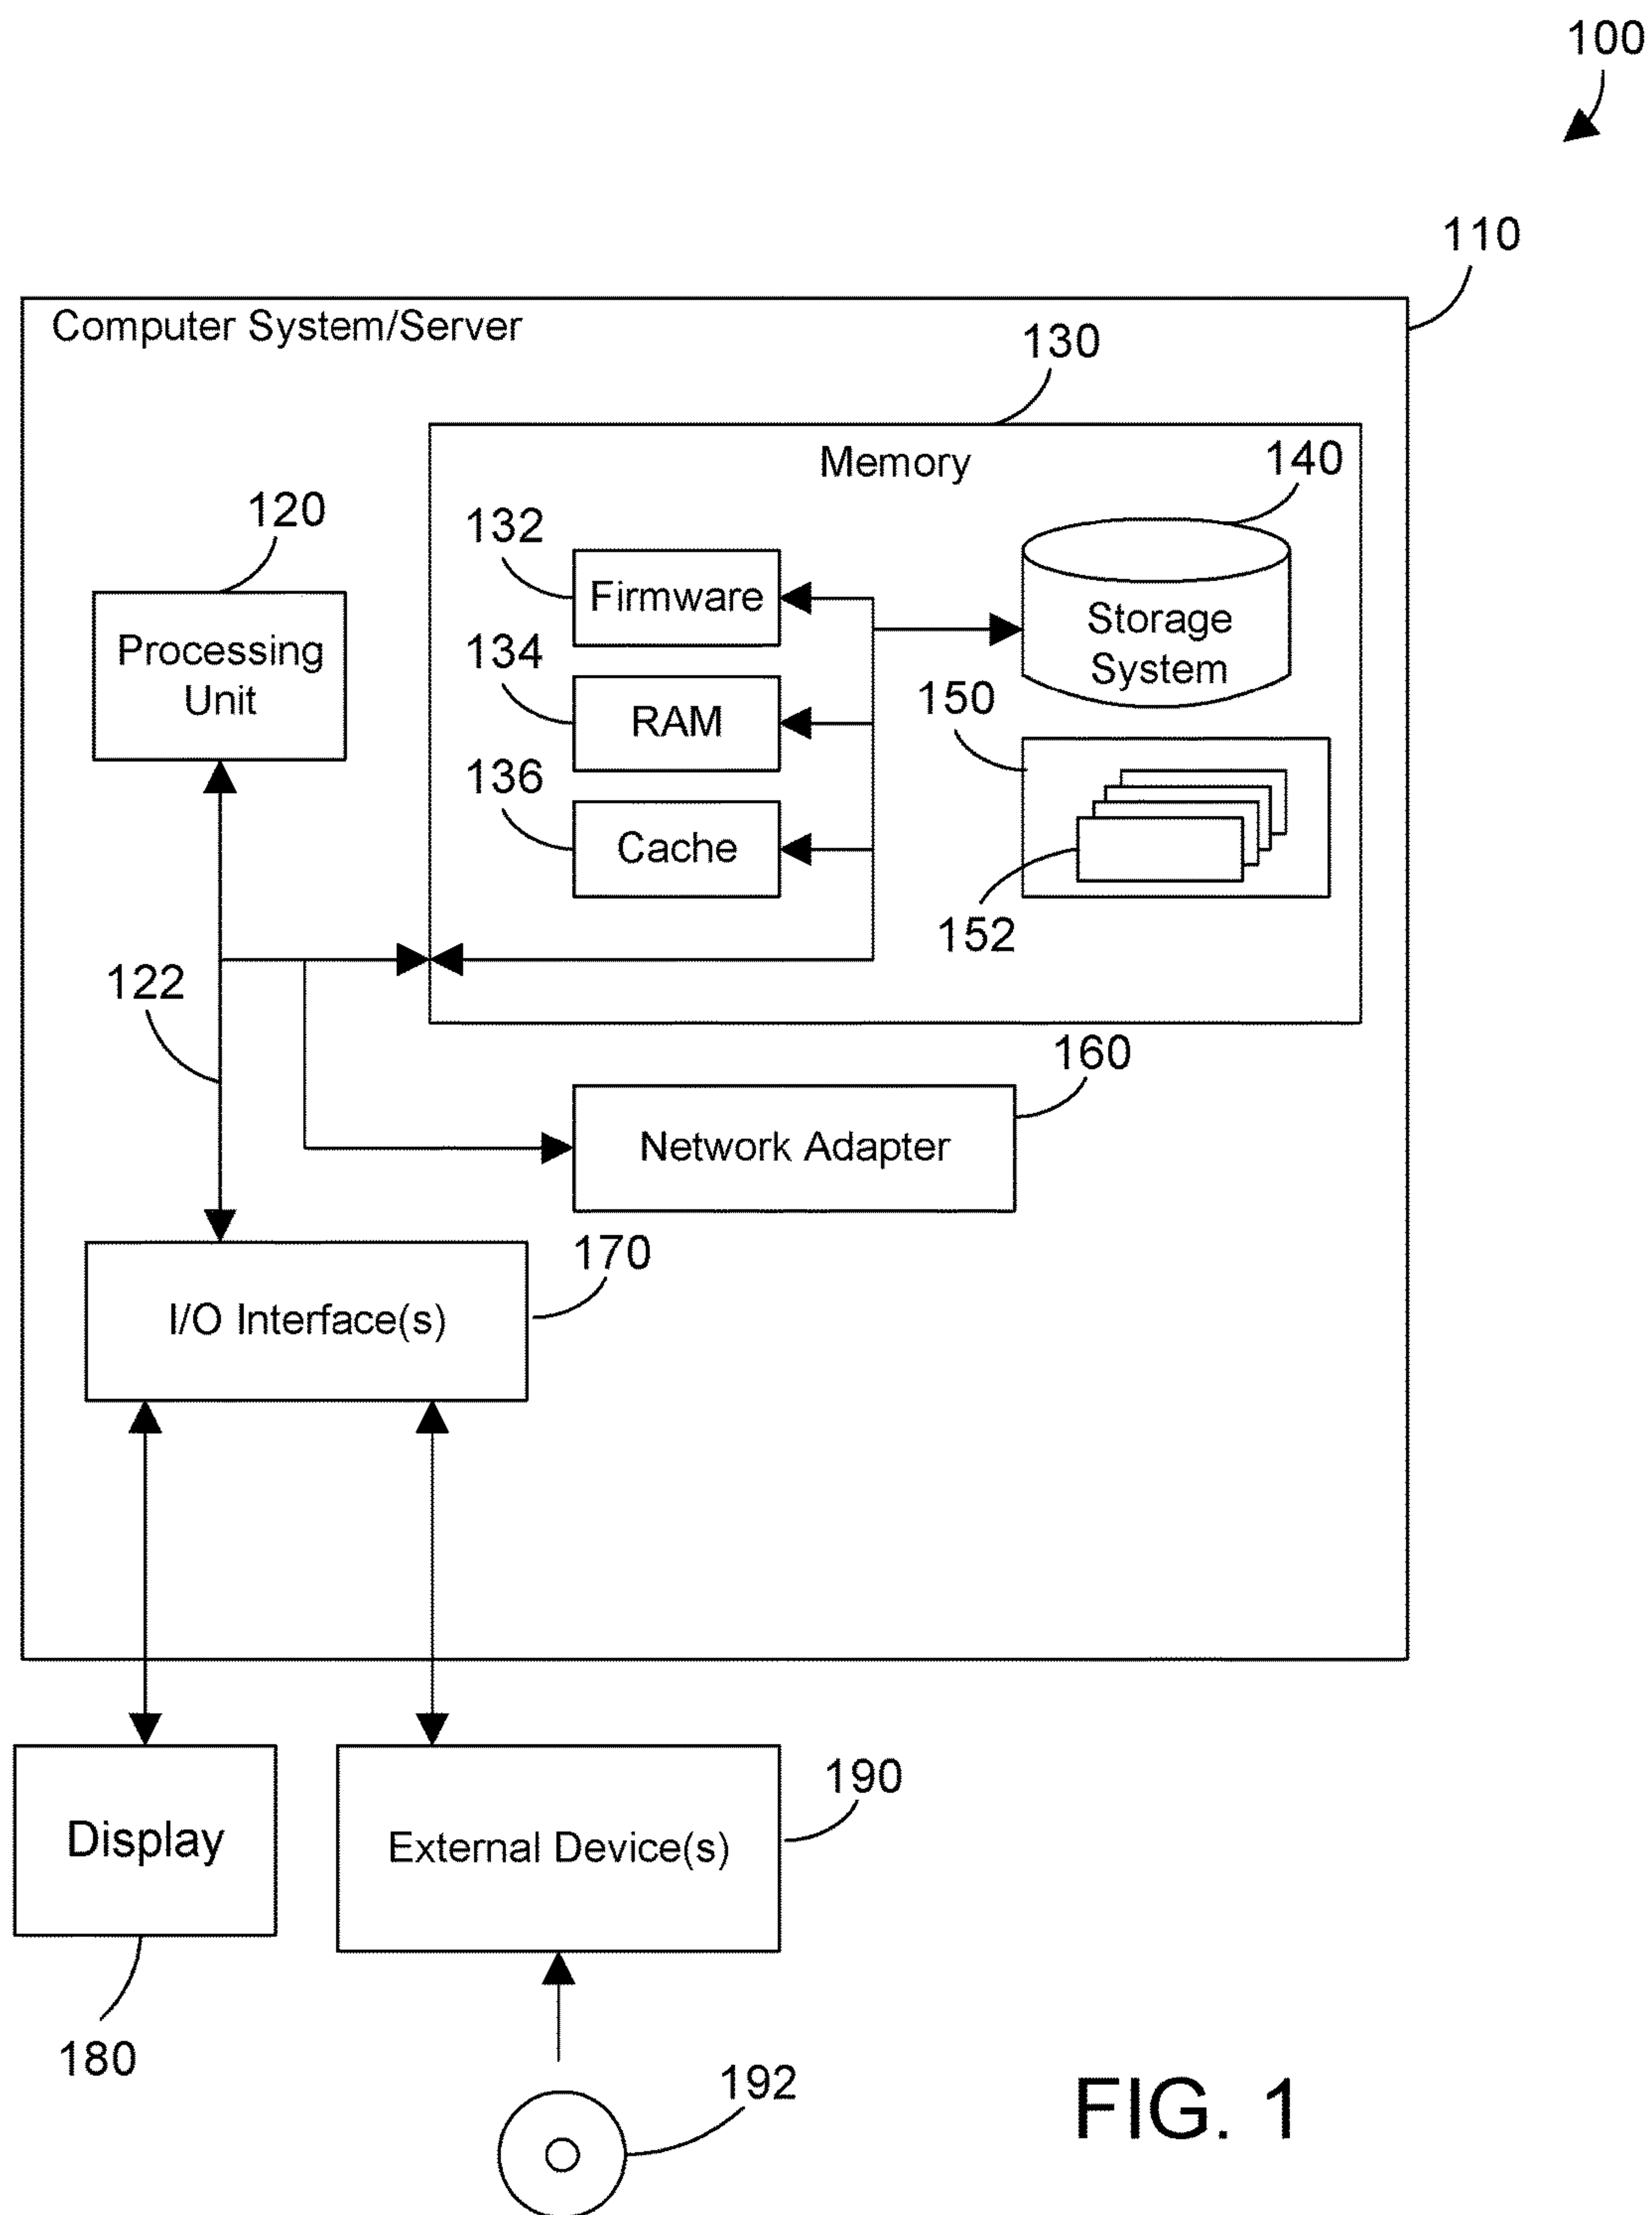 100
110
Computer System/Server
130
Memory
140
120
132
Firmware
Storage
System
Processing
Unit
134
RAM
150
136
Cache
152
122
160
Network Adapter
170
I/O Interface(s)
190
Display
External Device(s)
180
192
FIG. 1